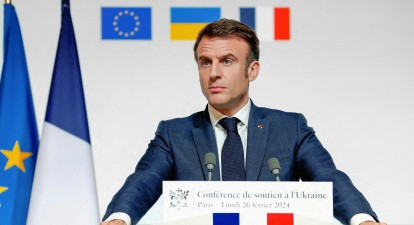 Conférence de soutien à l'Ukraine
Paris – Lundi 26 février 2024